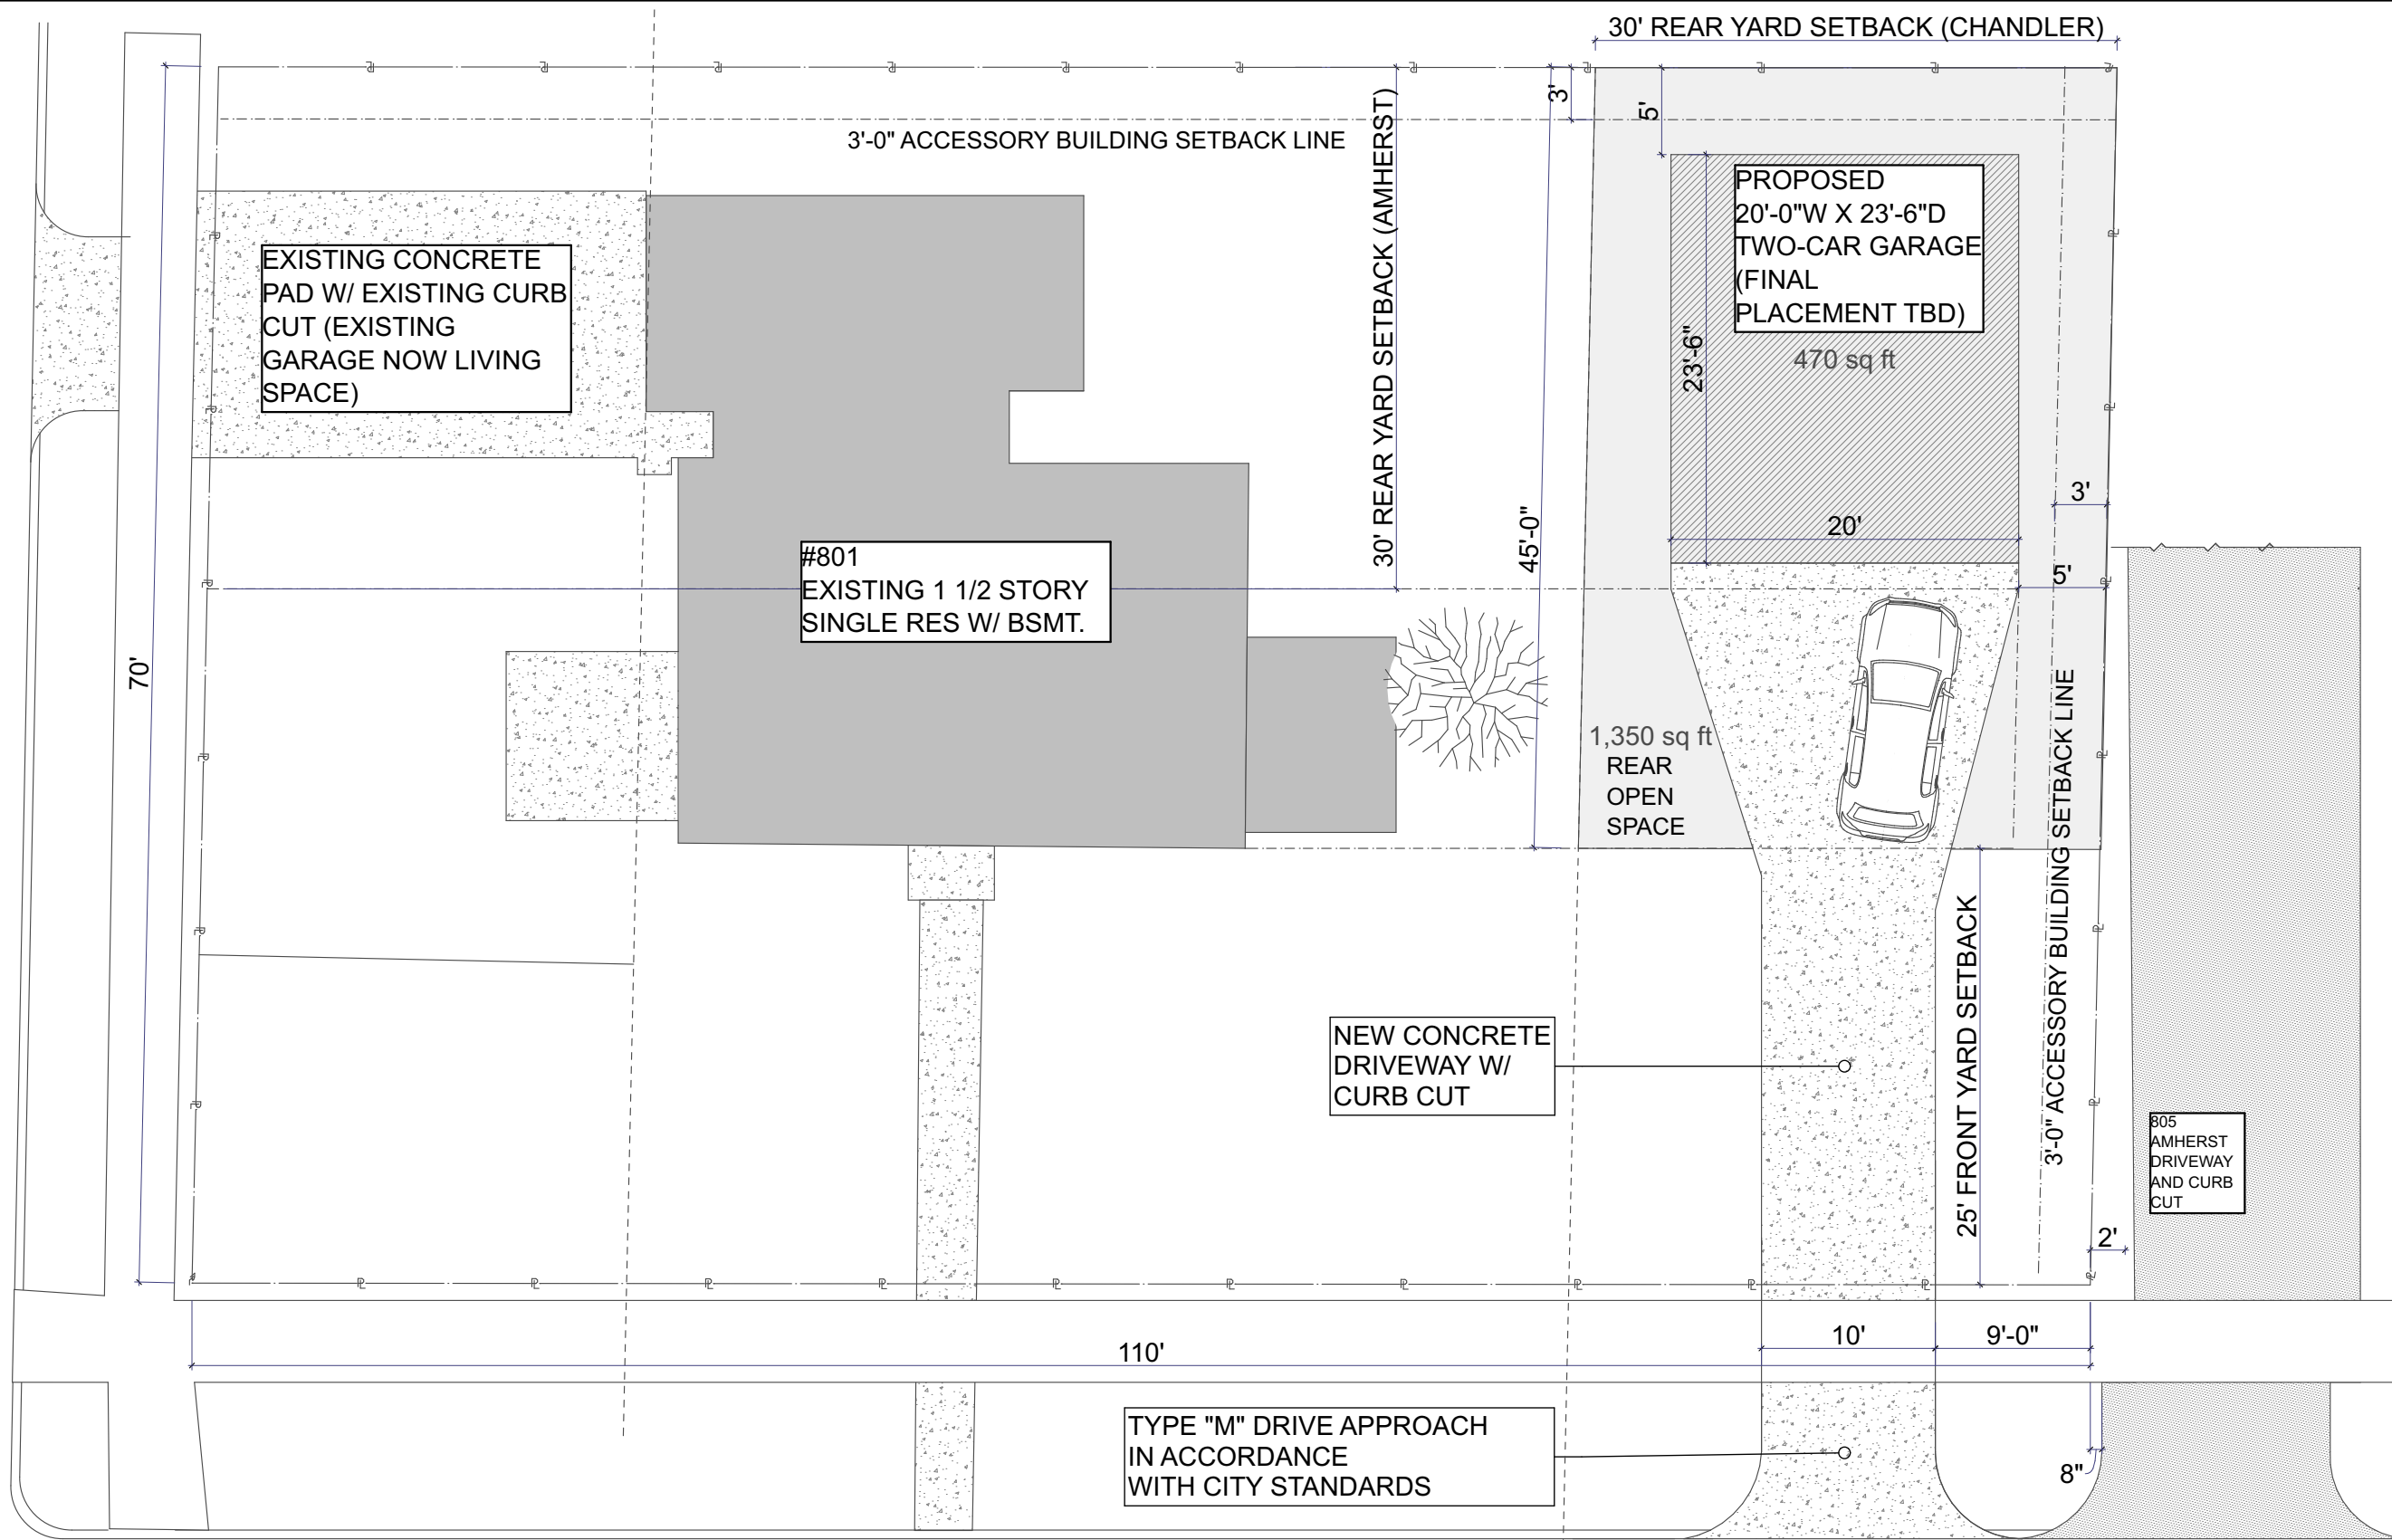 30' REAR YARD SETBACK (CHANDLER)
3'
5'
3'-0" ACCESSORY BUILDING SETBACK LINE
30' REAR YARD SETBACK (AMHERST)
PROPOSED
20'-0"W X 23'-6"D
TWO-CAR GARAGE
(FINAL
PLACEMENT TBD)
470 sq ft
23'-6"
EXISTING CONCRETE
PAD W/ EXISTING CURB
CUT (EXISTING
GARAGE NOW LIVING
SPACE)
3'
20'
45'-0"
#801
EXISTING 1 1/2 STORY
SINGLE RES W/ BSMT.
5'
70'
1,350 sq ft
REAR
OPEN
SPACE
3'-0" ACCESSORY BUILDING SETBACK LINE
25' FRONT YARD SETBACK
NEW CONCRETE
DRIVEWAY W/
CURB CUT
805
AMHERST
DRIVEWAY
AND CURB
CUT
2'
10'
9'-0"
110'
TYPE "M" DRIVE APPROACH
IN ACCORDANCE
WITH CITY STANDARDS
8"